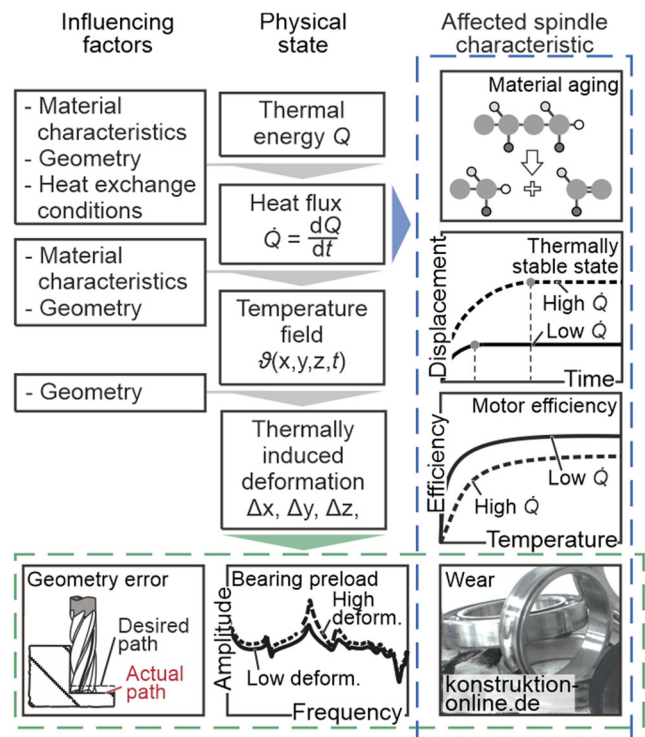 Influencing
factors
Physical
state
Affected spindle
characteristic
- Material
characteristics
- Geometry
- Heat exchange
conditions
- Material
characteristics
- Geometry
- Geometry
Thermal
energy Q
Heat flux
Q̇ = dQ/dt
Temperature
field
ϑ(x,y,z,t)
Thermally
induced
deformation
Δx, Δy, Δz,
Material aging
Thermally
stable state
High Q̇
Low Q̇
Displacement
Time
Motor efficiency
Low Q̇
High Q̇
Efficiency
Temperature
Geometry error
Desired
path
Actual
path
Bearing preload
High
deform.
Low deform.
Amplitude
Frequency
Wear
konstruktion-
online.de